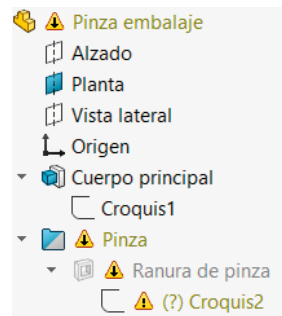 Pinza embalaje
Alzado
Planta
Vista lateral
Origen
Cuerpo principal
Croquis1
Pinza
Ranura de pinza
(?) Croquis2